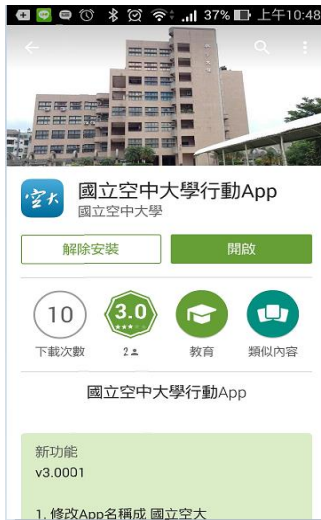 37% 上午10:48
空大
國立空中大學行動App
國立空中大學
解除安裝
開啟
10
3.0
下載次數
2
教育
類似內容
國立空中大學行動App
新功能
v3.0001
1. 修改App名稱成 國立空大